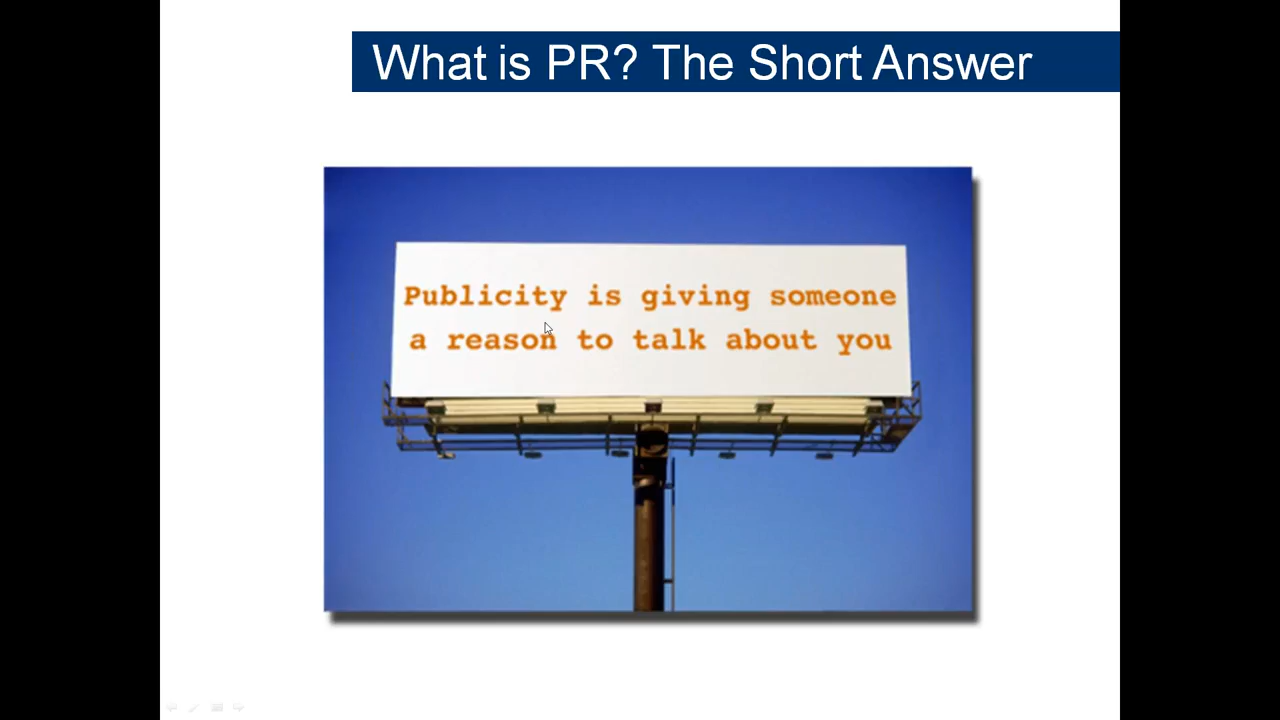 What is PR? The Short Answer
Publicity is giving someone
a reason to talk about you